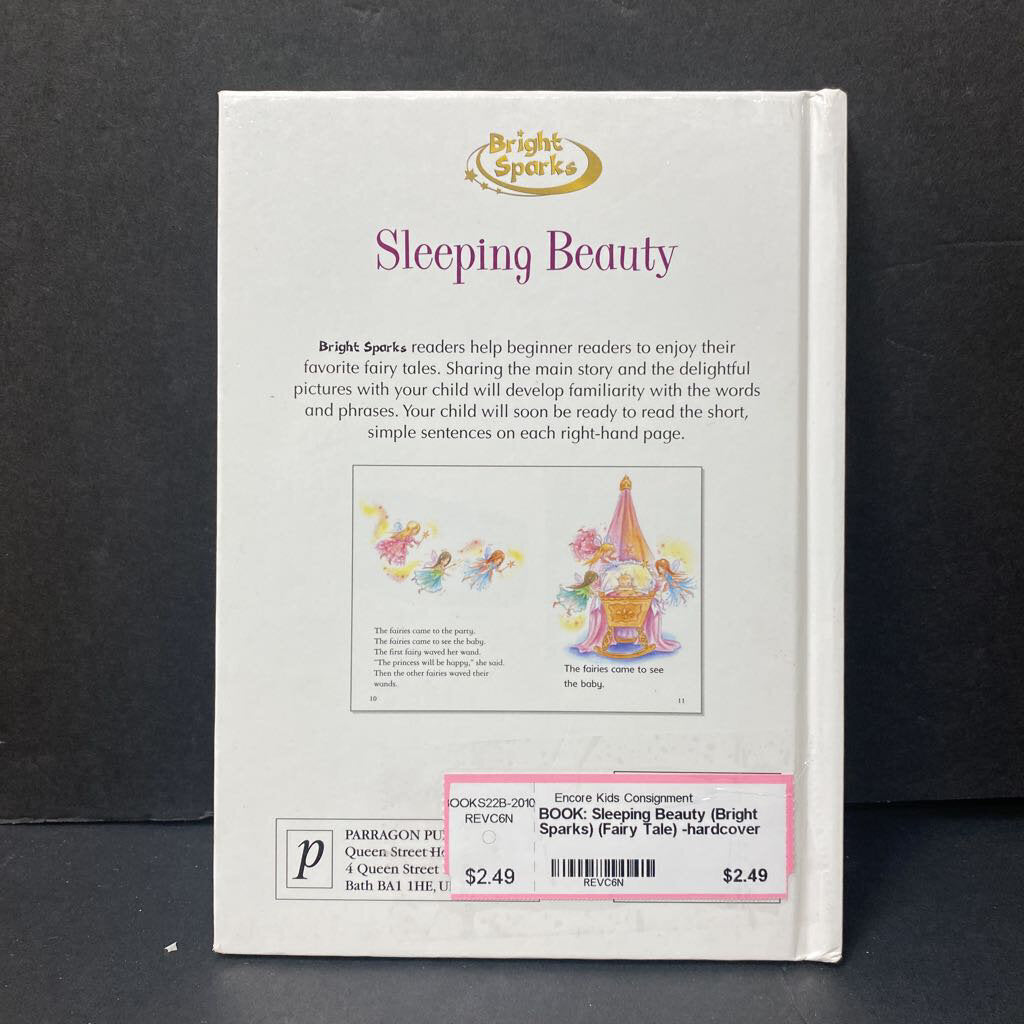 Bright
Sparks
Sleeping Beauty
Bright Sparks readers help beginner readers to enjoy their
favorite fairy tales. Sharing the main story and the delightful
pictures with your child will develop familiarity with the words
and phrases. Your child will soon be ready to read the short,
simple sentences on each right-hand page.
The fairies came to the party.
The fairies came to see the baby.
The first fairy waved her wand.
"The princess will be happy," she said.
Then the other fairies waved their
wands.
10
The fairies came to see
the baby.
11
p
PARRAGON
Queen Street
4 Queen Street
Bath BA1 1HE,
OOKS22B-2010
REVC6N
$2.49
Encore Kids Consignment
BOOK: Sleeping Beauty (Bright
Sparks) (Fairy Tale) -hardcover
REVC6N
$2.49